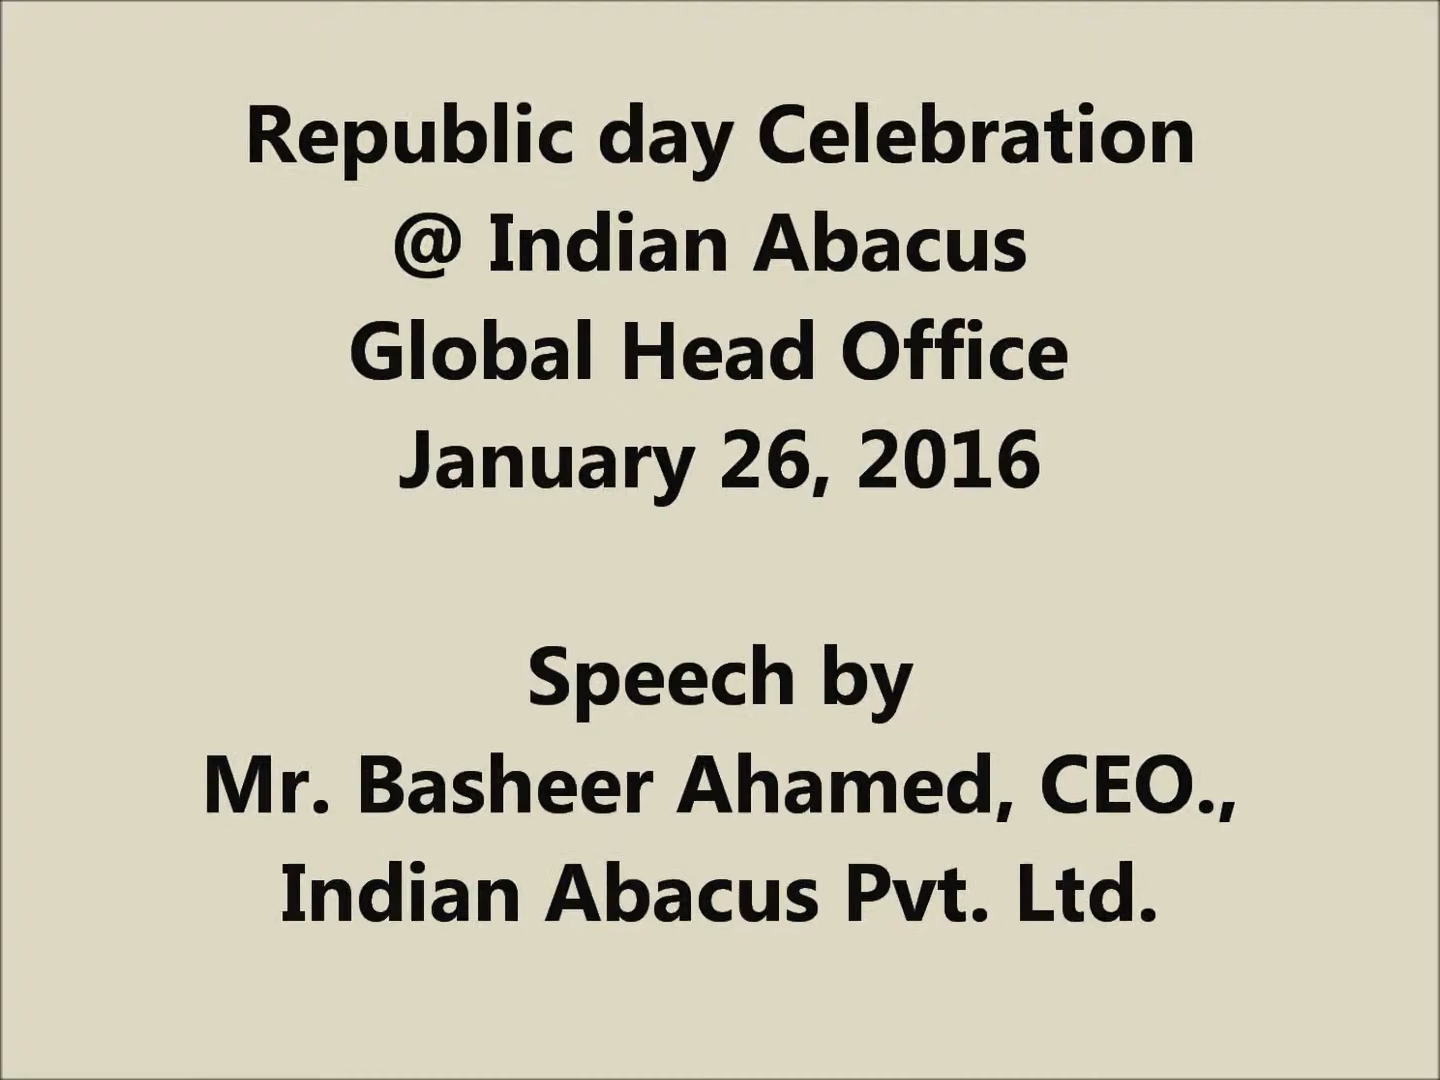 Republic day Celebration
@ Indian Abacus
Global Head Office
January 26, 2016
Speech by
Mr. Basheer Ahamed, CEO.,
Indian Abacus Pvt. Ltd.